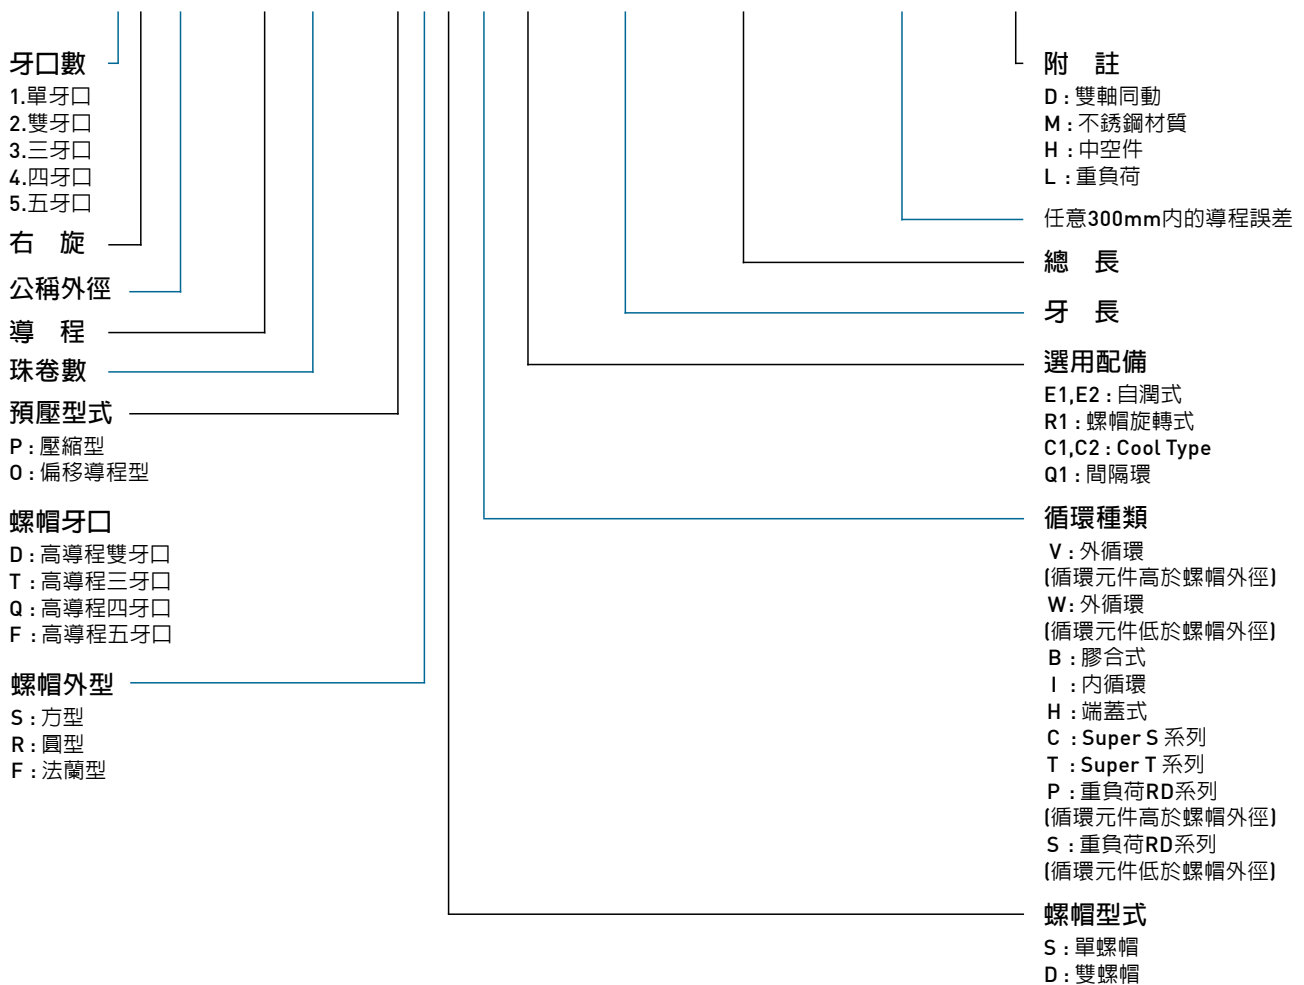 牙口數
1.單牙口
2.雙牙口
3.三牙口
4.四牙口
5.五牙口
右 旋
公稱外徑
導 程
珠卷數
預壓型式
P : 壓縮型
O : 偏移導程型
螺帽牙口
D : 高導程雙牙口
T : 高導程三牙口
Q : 高導程四牙口
F : 高導程五牙口
螺帽外型
S : 方型
R : 圓型
F : 法蘭型
附 註
D : 雙軸同動
M : 不銹鋼材質
H : 中空件
L : 重負荷
任意300mm内的導程誤差
總 長
牙 長
選用配備
E1,E2 : 自潤式
R1 : 螺帽旋轉式
C1,C2 : Cool Type
Q1 : 間隔環
循環種類
V : 外循環
(循環元件高於螺帽外徑)
W: 外循環
(循環元件低於螺帽外徑)
B : 膠合式
I : 内循環
H : 端蓋式
C : Super S 系列
T : Super T 系列
P : 重負荷RD系列
(循環元件高於螺帽外徑)
S : 重負荷RD系列
(循環元件低於螺帽外徑)
螺帽型式
S : 單螺帽
D : 雙螺帽